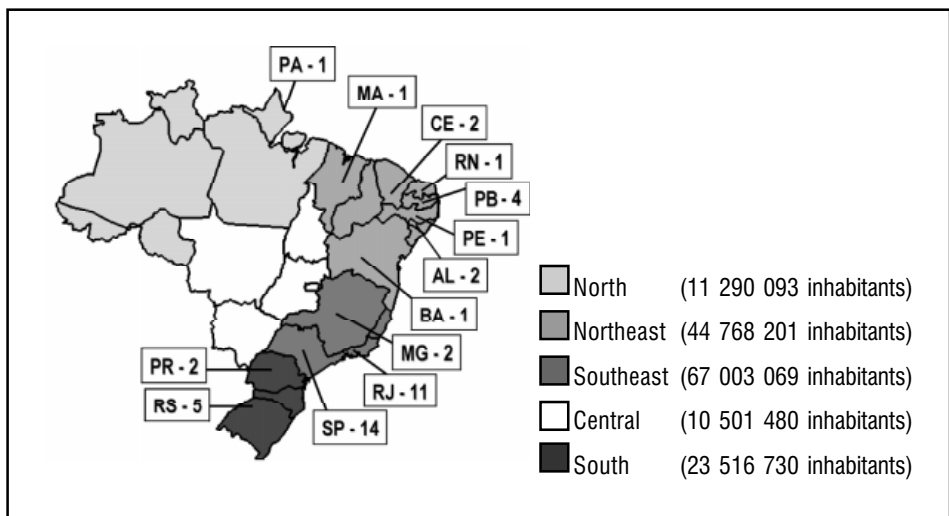 PA - 1
MA - 1
CE - 2
RN - 1
PB - 4
PE - 1
AL - 2
BA - 1
MG - 2
PR - 2
RJ - 11
RS - 5
SP - 14
North (11 290 093 inhabitants)
Northeast (44 768 201 inhabitants)
Southeast (67 003 069 inhabitants)
Central (10 501 480 inhabitants)
South (23 516 730 inhabitants)